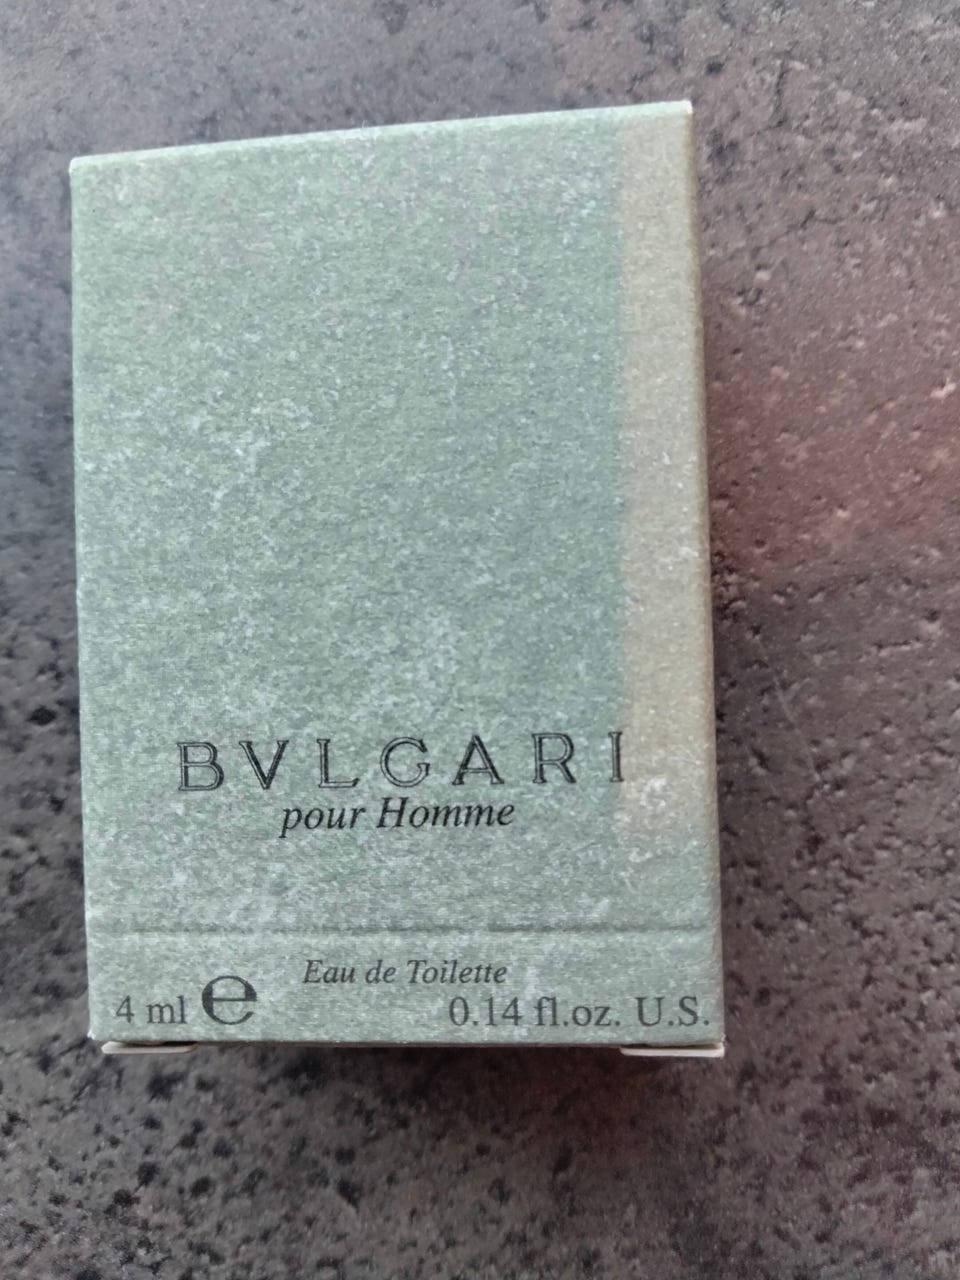 BVLGARI
pour Homme
Eau de Toilette
4 ml ℮ 0.14 fl.oz. U.S.